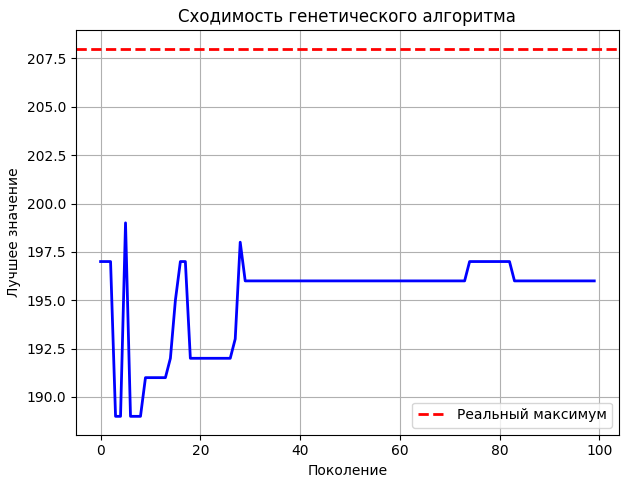 Сходимость генетического алгоритма
Лучшее значение
207.5
205.0
202.5
200.0
197.5
195.0
192.5
190.0
Реальный максимум
0 20 40 60 80 100
Поколение